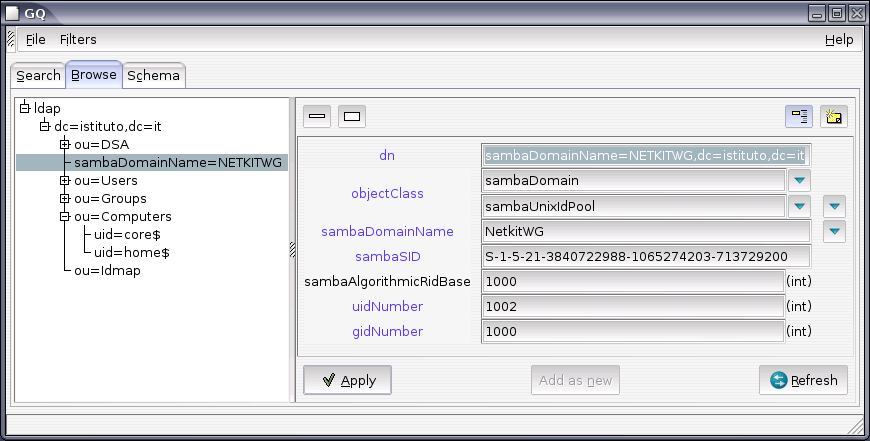 GQ
File Filters Help
Search Browse Schema
ldap
dc=istituto,dc=it
ou=DSA
sambaDomainName=NETKITWG
ou=Users
ou=Groups
ou=Computers
uid=core$
uid=home$
ou=Idmap
dn sambaDomainName=NETKITWG,dc=istituto,dc=it
objectClass sambaDomain
sambaUnixIdPool
sambaDomainName NetkitWG
sambaSID S-1-5-21-3840722988-1065274203-713729200
sambaAlgorithmicRidBase 1000 (int)
uidNumber 1002 (int)
gidNumber 1000 (int)
Apply Add as new Refresh